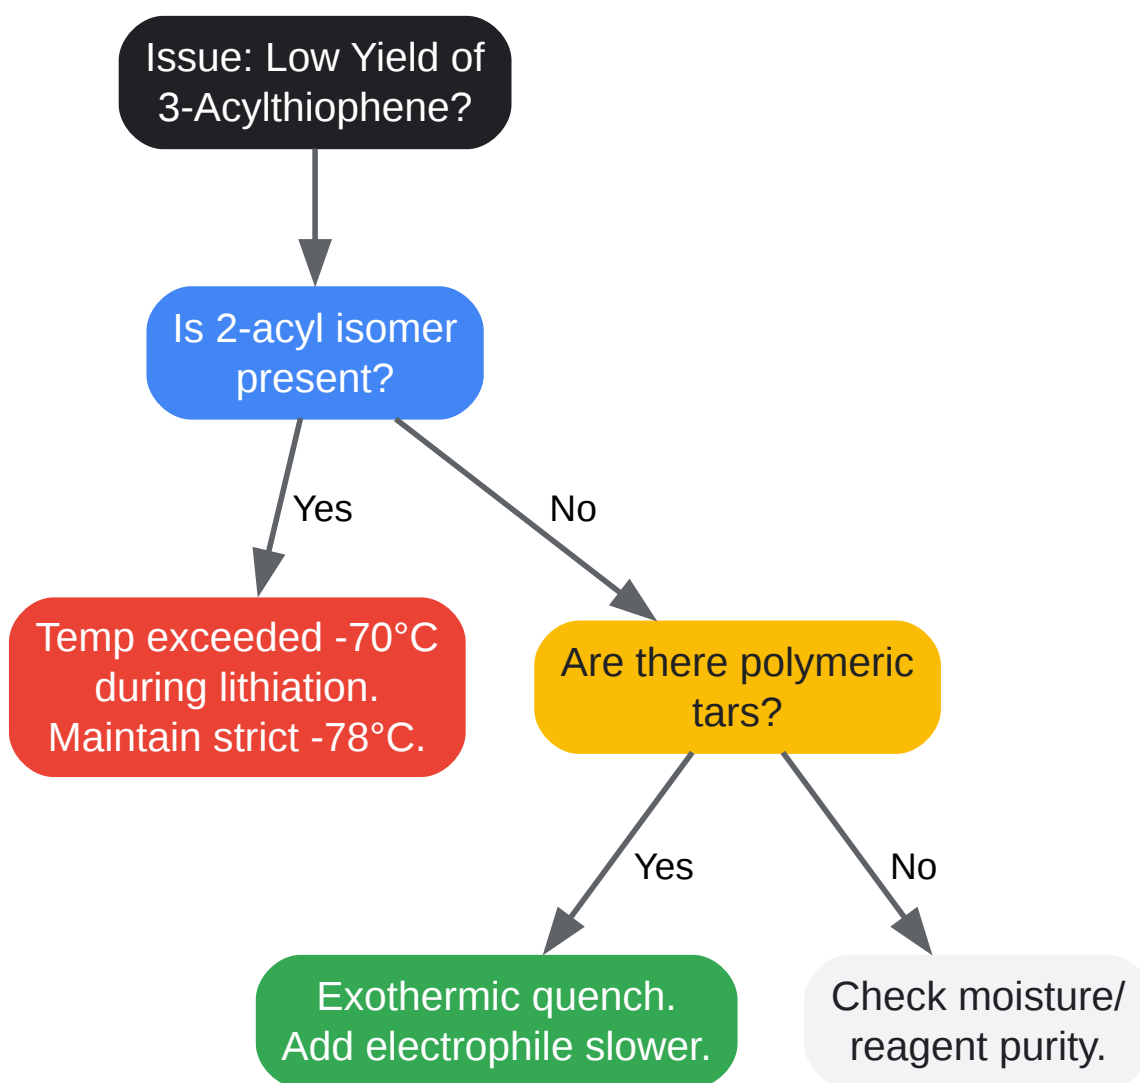 Issue: Low Yield of
3-Acylthiophene?
Is 2-acyl isomer
present?
Yes
No
Temp exceeded -70°C
during lithiation.
Maintain strict -78°C.
Are there polymeric
tars?
Yes
No
Exothermic quench.
Add electrophile slower.
Check moisture/
reagent purity.